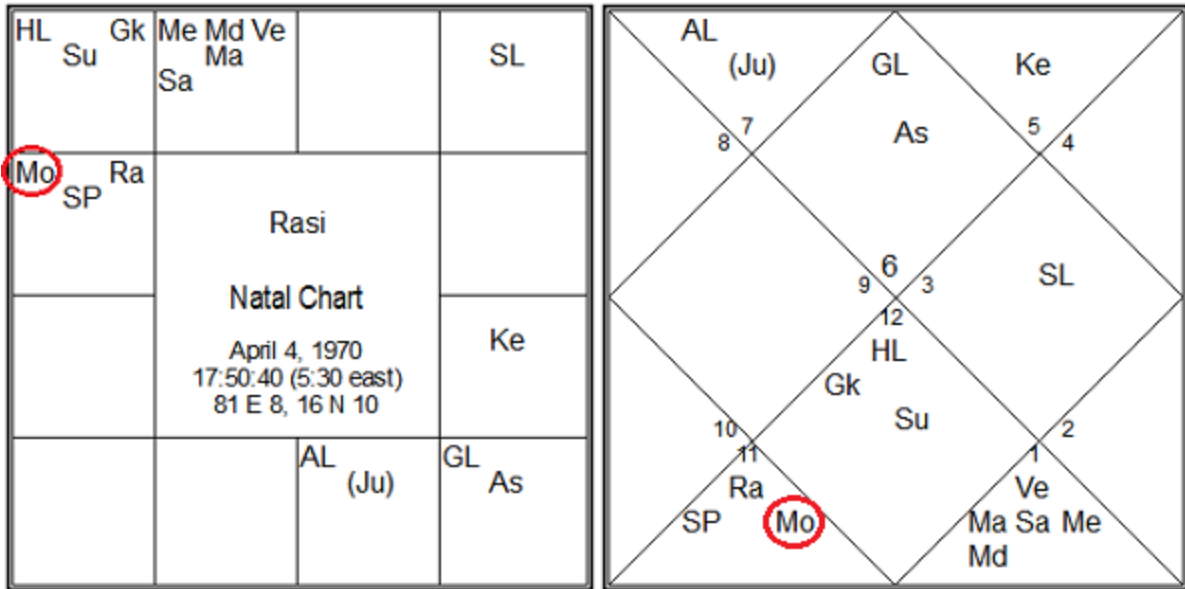 HL Gk
Su
Me Md Ve
Ma
Sa
SL
Mo Ra
SP
Rasi
Natal Chart
April 4, 1970
17:50:40 (5:30 east)
81 E 8, 16 N 10
Ke
AL
(Ju)
GL
As
AL
(Ju)
GL
Ke
As
7
8
5
4
6
9
3
12
SL
HL
Gk
Su
10
11
2
1
Ra
SP Mo
Ve
Ma Sa Me
Md